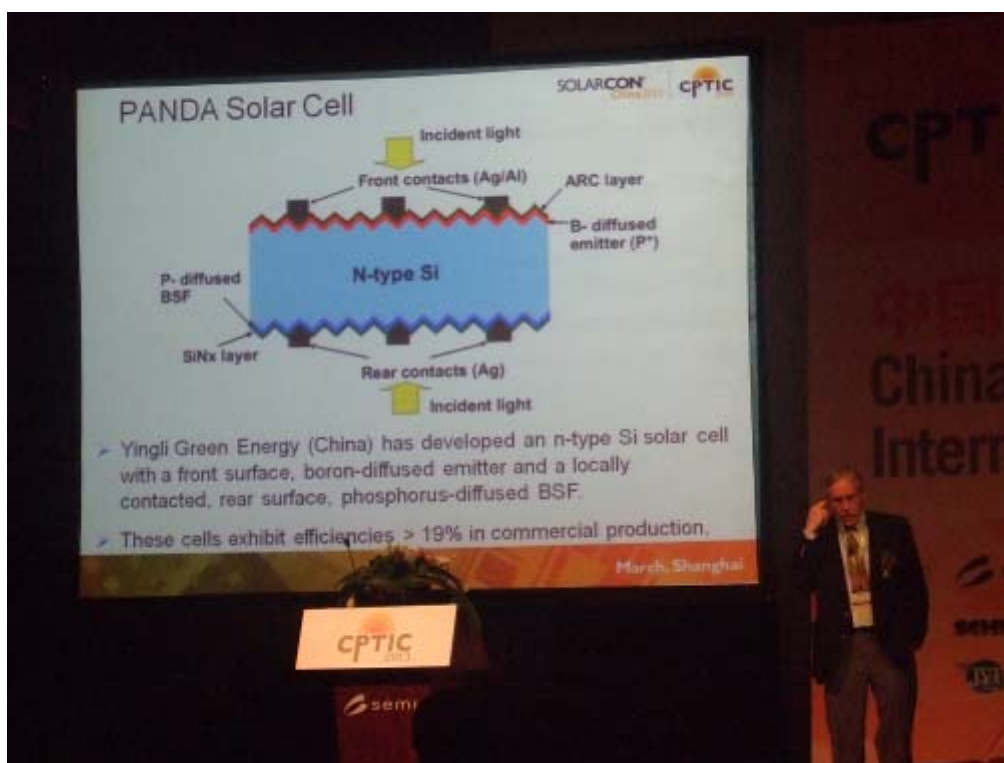 PANDA Solar Cell
SOLARCON
CPTIC
Incident light
Front contacts (Ag/Al)
ARC layer
B- diffused
emitter (P⁺)
N-type Si
P- diffused
BSF
SiNx layer
Rear contacts (Ag)
Incident light
➢ Yingli Green Energy (China) has developed an n-type Si solar cell
with a front surface, boron-diffused emitter and a locally
contacted, rear surface, phosphorus-diffused BSF.
➢ These cells exhibit efficiencies > 19% in commercial production,
March, Shanghai
CPTIC
semi
CPT
中国
China
Intern